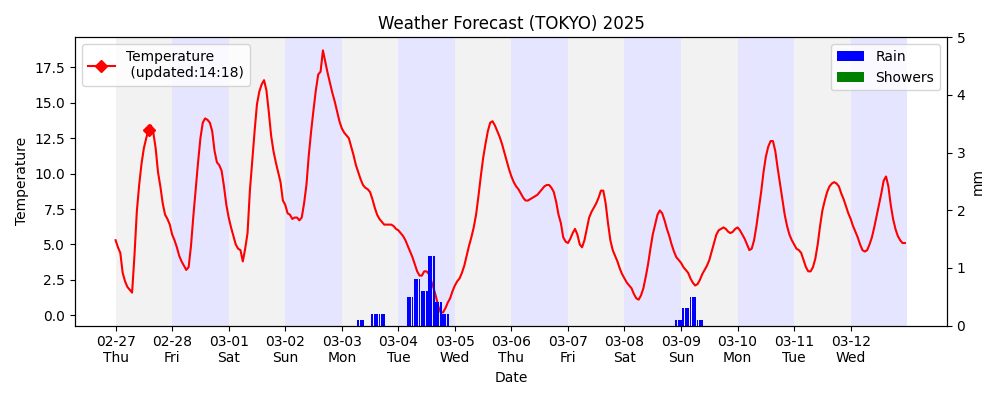 Weather Forecast (TOKYO) 2025
Temperature
(updated:14:18)
Rain
Showers
17.5
15.0
12.5
10.0
7.5
5.0
2.5
0.0
Temperature
5
4
3
2
1
0
mm
02-27 02-28 03-01 03-02 03-03 03-04 03-05 03-06 03-07 03-08 03-09 03-10 03-11 03-12
Thu Fri Sat Sun Mon Tue Wed Thu Fri Sat Sun Mon Tue Wed
Date